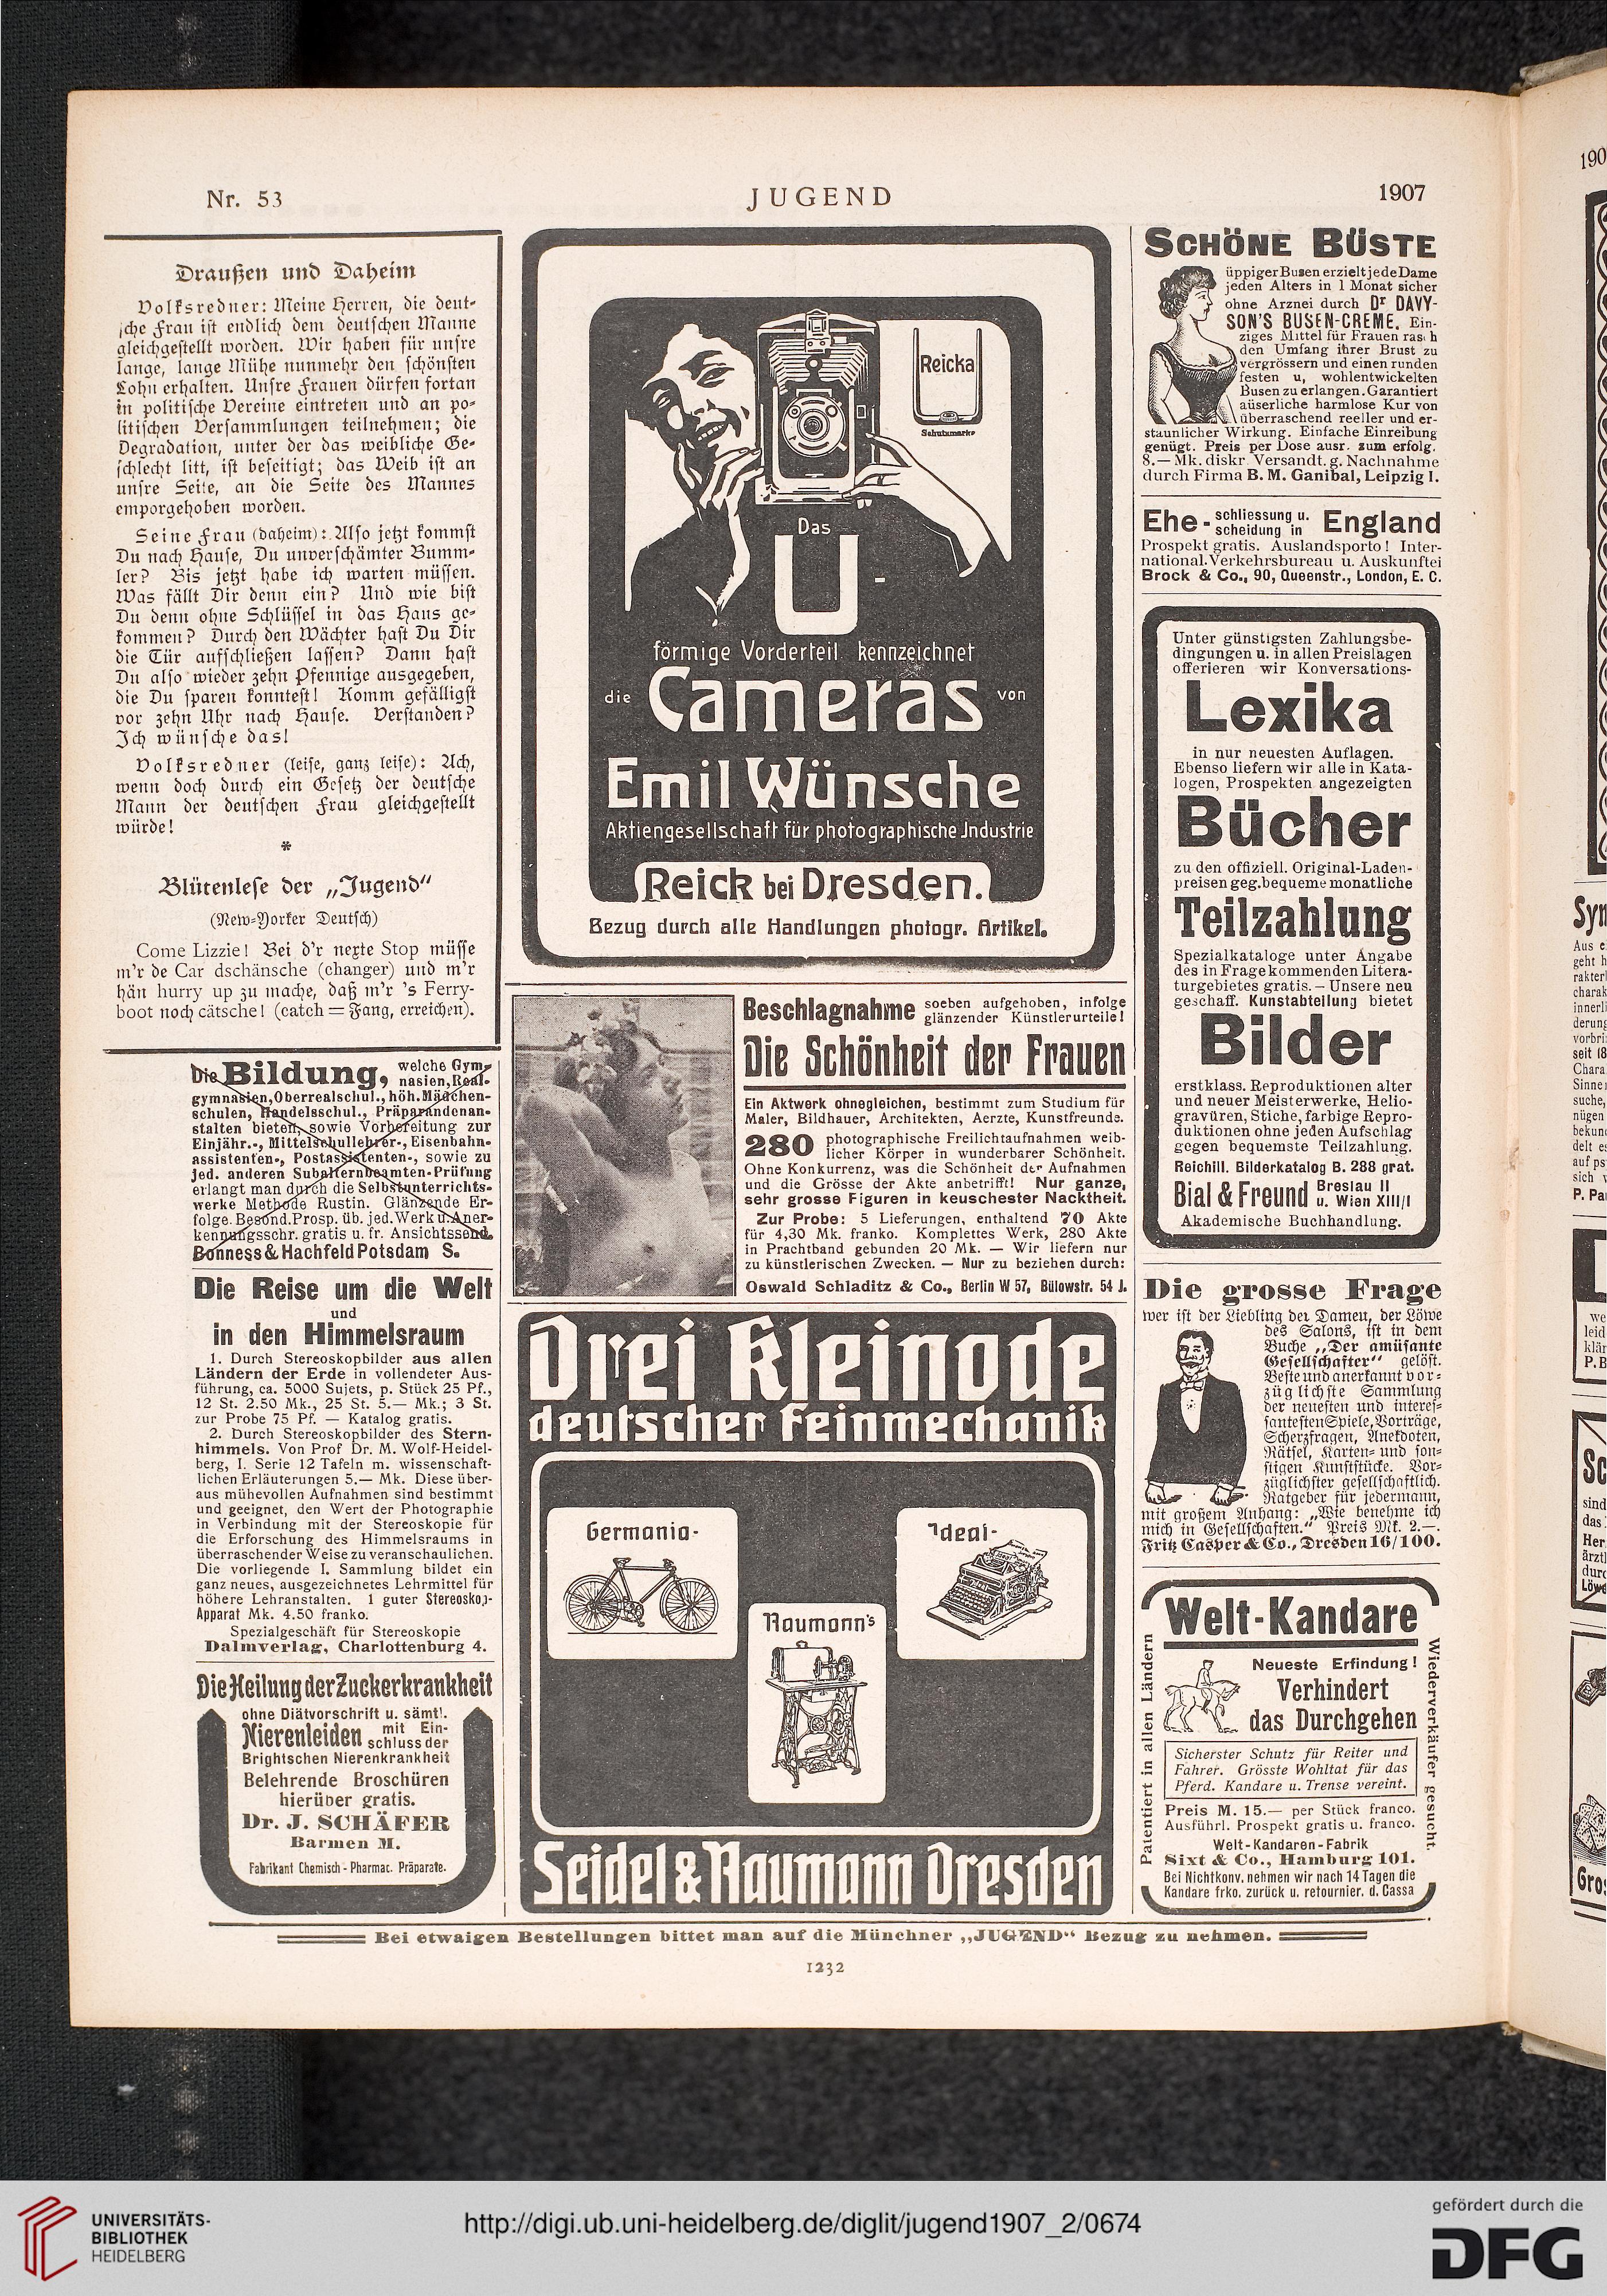 Nr. 53
JUGEND
1907
Draußen und Daheim
Volksredner: Meine Herren, die deut-
sche Frau ist endlich dem deutschen Manne
gleichgestellt worden. Wir haben für unsre
lange, lange Mühe nunmehr den schönsten
Lohn erhalten. Unsre Frauen dürfen fortan
in politische Vereine eintreten und an po-
litischen Versammlungen teilnehmen; die
Degradation, unter der das weibliche Ge-
schlecht litt, ist beseitigt; das Weib ist an
unsre Seite, an die Seite des Mannes
emporgehoben worden.
Seine Frau (daheim): Also jetzt kommst
Du nach Hause, Du unverschämter Bumm-
ler? Bis jetzt habe ich warten müssen.
Was fällt Dir denn ein? Und wie bist
Du denn ohne Schlüssel in das Haus ge-
kommen? Durch den Wächter hast Du Dir
die Tür aufschließen lassen? Dann hast
Du also wieder zehn Pfennige ausgegeben,
die Du sparen konntest! Komm gefälligst
vor zehn Uhr nach Hause. Verstanden?
Ich wünsche das!
Volksredner (leise, ganz leise): Ach,
wenn doch durch ein Gesetz der deutsche
Mann der deutschen Frau gleichgestellt
würde!
*
Blütenlese der „Jugend“
(New-Yorker Deutsch)
Come Lizzie! Bei d'r nexte Stop müsse
m'r de Car dschänsche (changer) und m'r
hän hurry up zu mache, daß m'r 's Ferry-
boot noch cätsche! (catch = Fang, erreichen).
Die Bildung, welche Gym-
nasien, Real-
gymnasien, Oberrealschul., höh. Mädchen-
schulen, Handelsschul., Präparandenan-
stalten bieten, sowie Vorbereitung zur
Einjähr.-, Mittelschullehrer-, Eisenbahn-
assistenten-, Postassistenten-, sowie zu
jed. anderen Subalternbeamten-Prüfung
erlangt man durch die Selbstunterrichts-
werke Methode Rustin. Glänzende Er-
folge. Besond. Prosp. üb. jed. Werk u. Aner-
kennungsschr. gratis u. fr. Ansichtssend.
Bonness & Hachfeld Potsdam S.
Die Reise um die Welt
und
in den Himmelsraum
1. Durch Stereoskopbilder aus allen
Ländern der Erde in vollendeter Aus-
führung, ca. 5000 Sujets, p. Stück 25 Pf.,
12 St. 2.50 Mk., 25 St. 5.— Mk.; 3 St.
zur Probe 75 Pf. — Katalog gratis.
2. Durch Stereoskopbilder des Stern-
himmels. Von Prof Dr. M. Wolf-Heidel-
berg, I. Serie 12 Tafeln m. wissenschaft-
lichen Erläuterungen 5.— Mk. Diese über-
aus mühevollen Aufnahmen sind bestimmt
und geeignet, den Wert der Photographie
in Verbindung mit der Stereoskopie für
die Erforschung des Himmelsraums in
überraschender Weise zu veranschaulichen.
Die vorliegende I. Sammlung bildet ein
ganz neues, ausgezeichnetes Lehrmittel für
höhere Lehranstalten. 1 guter Stereoskop-
Apparat Mk. 4.50 franko.
Spezialgeschäft für Stereoskopie
Dalmverlag, Charlottenburg 4.
Die Heilung der Zuckerkrankheit
ohne Diätvorschrift u. sämtl.
Nierenleiden mit Ein-
schluss der
Brightschen Nierenkrankheit
Belehrende Broschüren
hierüber gratis.
Dr. J. SCHÄFER
Barmen M.
Fabrikant Chemisch-Pharmac. Präparate.
Reicka
Schutzmarke
Das
U-
förmige Vorderteil kennzeichnet
die Cameras von
Emil Wünsche
Aktiengesellschaft für photographische Industrie
Reick bei Dresden.
Bezug durch alle Handlungen photogr. Artikel.
Beschlagnahme soeben aufgehoben, infolge
glänzender Künstlerurteile!
Die Schönheit der Frauen
Ein Aktwerk ohnegleichen, bestimmt zum Studium für
Maler, Bildhauer, Architekten, Aerzte, Kunstfreunde.
280 photographische Freilichtaufnahmen weib-
licher Körper in wunderbarer Schönheit.
Ohne Konkurrenz, was die Schönheit der Aufnahmen
und die Grösse der Akte anbetrifft! Nur ganze,
sehr grosse Figuren in keuschester Nacktheit.
Zur Probe: 5 Lieferungen, enthaltend 70 Akte
für 4,30 Mk. franko. Komplettes Werk, 280 Akte
in Prachtband gebunden 20 Mk. — Wir liefern nur
zu künstlerischen Zwecken. — Nur zu beziehen durch:
Oswald Schladitz & Co., Berlin W 57, Bülowstr. 54 J.
Drei Kleinode
deutscher Feinmechanik
Germania-
Ideal-
Naumann's
Seidel & Naumann Dresden
SCHÖNE BÜSTE
üppiger Busen erzielt jede Dame
jeden Alters in 1 Monat sicher
ohne Arznei durch Dr DAVY-
SON'S BUSEN-CREME. Ein-
ziges Mittel für Frauen rasch
den Umfang ihrer Brust zu
vergrössern und einen runden
festen u, wohlentwickelten
Busen zu erlangen. Garantiert
aüserliche harmlose Kur von
überraschend reeller und er-
staunlicher Wirkung. Einfache Einreibung
genügt. Preis per Dose ausr. zum erfolg.
8.— Mk. diskr Versandt. g. Nachnahme
durch Firma B. M. Ganibal, Leipzig I.
Ehe- schliessung u.
scheidung in England
Prospekt gratis. Auslandsporto! Inter-
national. Verkehrsbureau u. Auskunftei
Brock & Co., 90, Queenstr., London, E. C.
Unter günstigsten Zahlungsbe-
dingungen u. in allen Preislagen
offerieren wir Konversations-
Lexika
in nur neuesten Auflagen.
Ebenso liefern wir alle in Kata-
logen, Prospekten angezeigten
Bücher
zu den offiziell. Original-Laden-
preisen geg. bequeme monatliche
Teilzahlung
Spezialkataloge unter Angabe
des in Frage kommenden Litera-
turgebietes gratis. – Unsere neu
geschaff. Kunstabteilung bietet
Bilder
erstklass. Reproduktionen alter
und neuer Meisterwerke, Helio-
gravüren, Stiche, farbige Repro-
duktionen ohne jeden Aufschlag
gegen bequemste Teilzahlung.
Reichill. Bilderkatalog B. 288 grat.
Bial & Freund Breslau II
u. Wien XIII/I
Akademische Buchhandlung.
Die grosse Frage
wer ist der Liebling der Damen, der Löwe
des Salons, ist in dem
Buche „Der amüsante
Gesellschafter“ gelöst.
Beste und anerkannt vor-
züglichste Sammlung
der neuesten und interes-
santesten Spiele, Vorträge,
Scherzfragen, Anekdoten,
Rätsel, Karten- und son-
stigen Kunststücke. Vor-
züglichster gesellschaftlich.
Ratgeber für jedermann,
mit großem Anhang: „Wie benehme ich
mich in Gesellschaften.“ Preis Mk. 2.—.
Fritz Casper & Co., Dresden 16/100.
Welt-Kandare
Patentiert in allen Ländern
Wiederverkäufer gesucht.
Neueste Erfindung!
Verhindert
das Durchgehen
Sicherster Schutz für Reiter und
Fahrer. Grösste Wohltat für das
Pferd. Kandare u. Trense vereint.
Preis M. 15.— per Stück franco.
Ausführl. Prospekt gratis u. franco.
Welt-Kandaren-Fabrik
Sixt & Co., Hamburg 101.
Bei Nichtkonv. nehmen wir nach 14 Tagen die
Kandare frko. zurück u. retournier. d. Cassa
Bei etwaigen Bestellungen bittet man auf die Münchner „JUGEND“ Bezug zu nehmen.
1232
190
Aus
geht
seit 18
Chara
suche,
delt
auf
sich
P. Pa
leid
P. B
sind
das
Her
Gro
UNIVERSITÄTS-
BIBLIOTHEK
HEIDELBERG
http://digi.ub.uni-heidelberg.de/diglit/jugend1907_2/0674
gefördert durch die
DFG